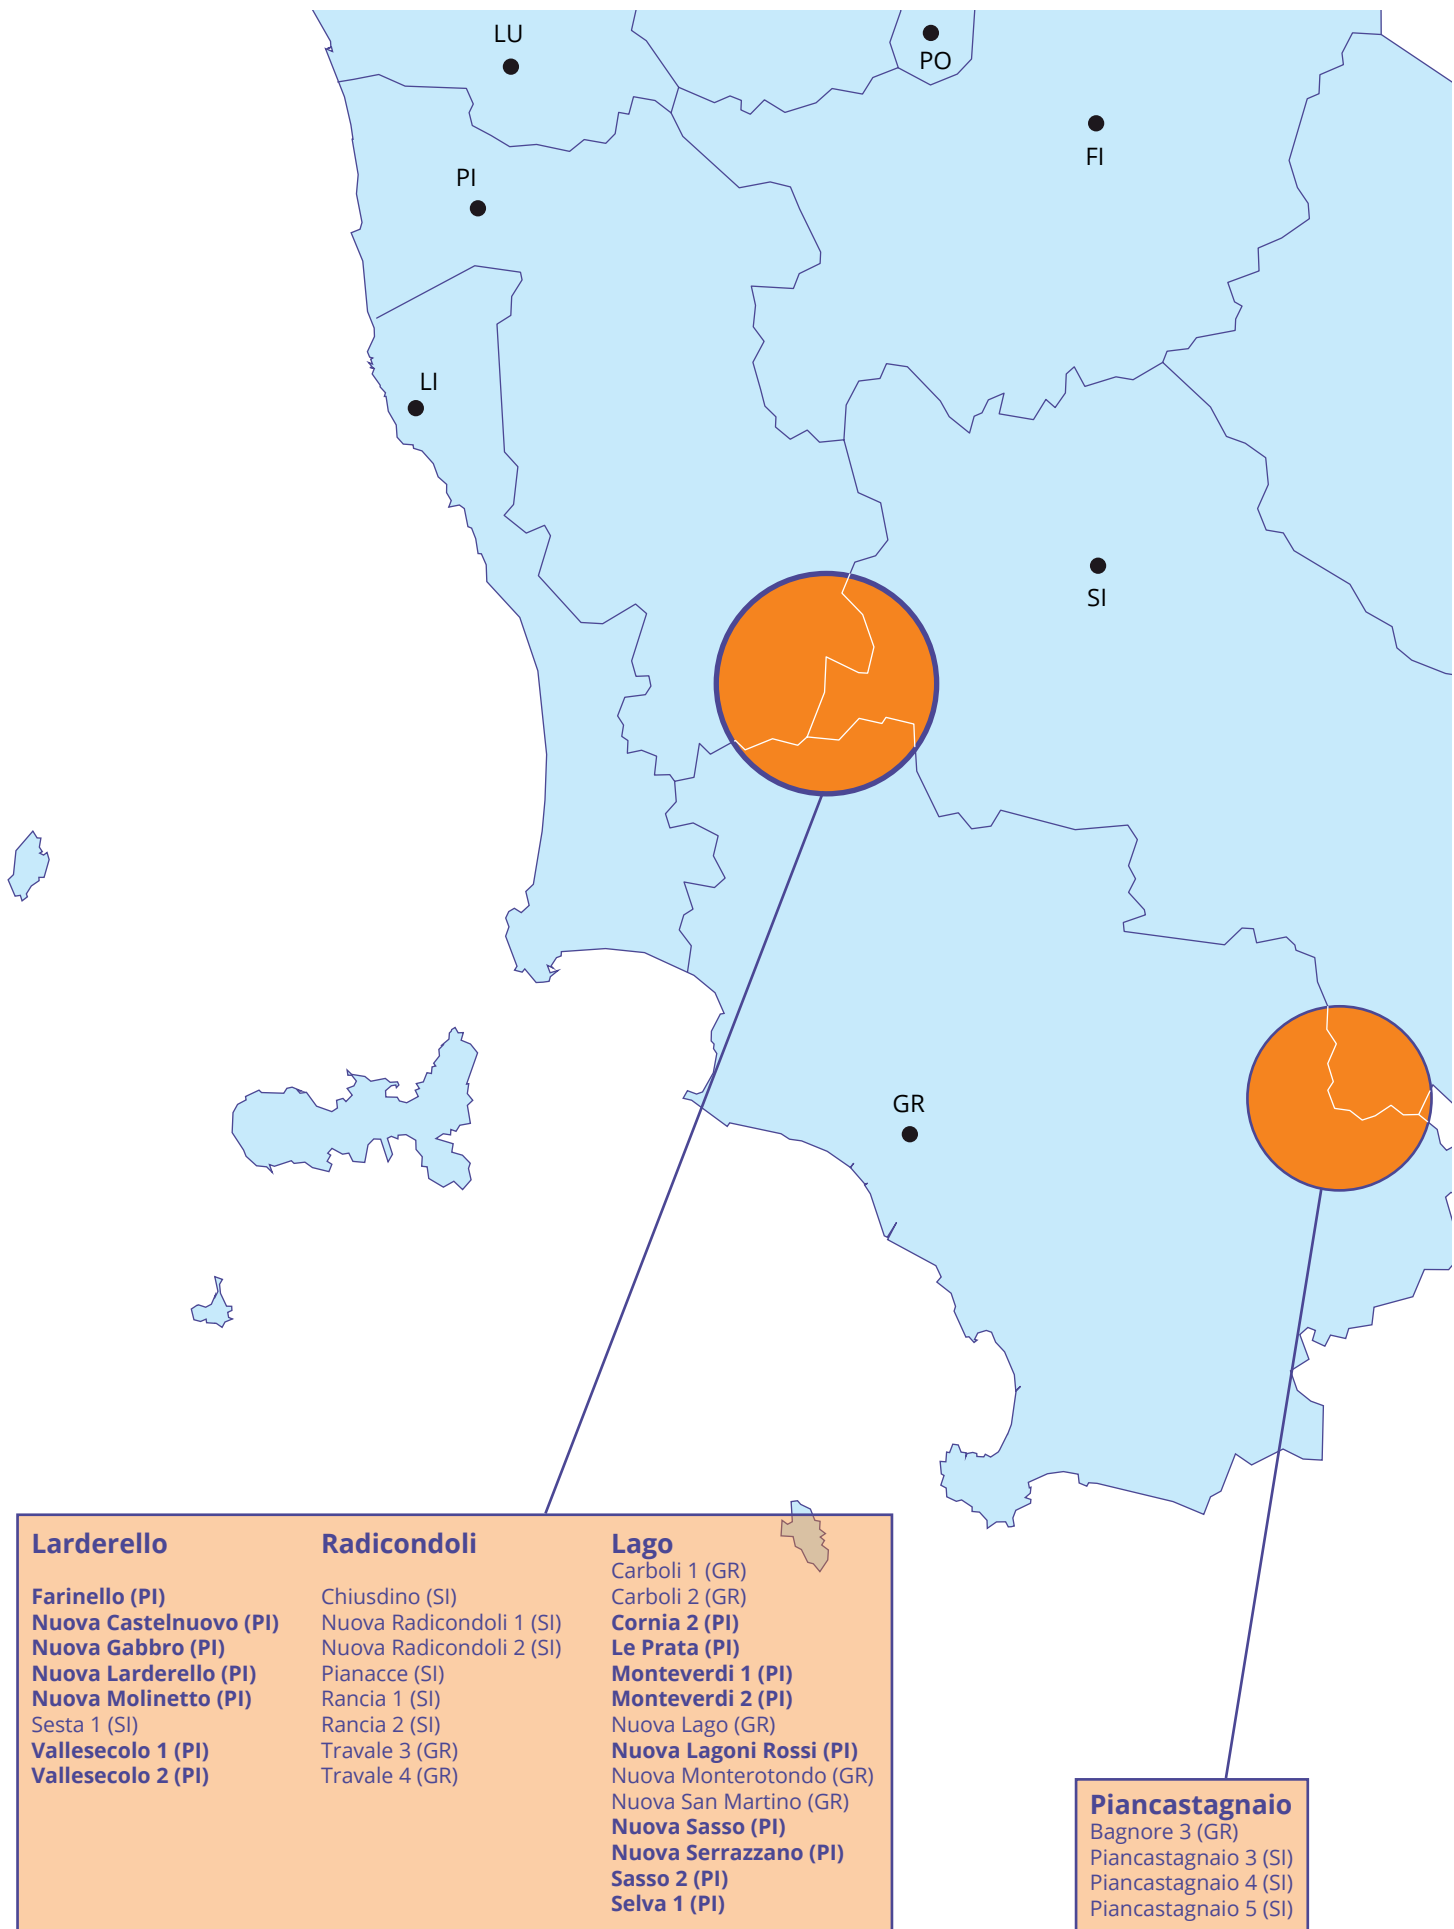 LU
PO
FI
PI
LI
SI
GR
Larderello
Farinello (PI)
Nuova Castelnuovo (PI)
Nuova Gabbro (PI)
Nuova Larderello (PI)
Nuova Molinetto (PI)
Sesta 1 (SI)
Vallesecolo 1 (PI)
Vallesecolo 2 (PI)
Radicondoli
Chiusdino (SI)
Nuova Radicondoli 1 (SI)
Nuova Radicondoli 2 (SI)
Pianacce (SI)
Rancia 1 (SI)
Rancia 2 (SI)
Travale 3 (GR)
Travale 4 (GR)
Lago
Carboli 1 (GR)
Carboli 2 (GR)
Cornia 2 (PI)
Le Prata (PI)
Monteverdi 1 (PI)
Monteverdi 2 (PI)
Nuova Lago (GR)
Nuova Lagoni Rossi (PI)
Nuova Monterotondo (GR)
Nuova San Martino (GR)
Nuova Sasso (PI)
Nuova Serrazzano (PI)
Sasso 2 (PI)
Selva 1 (PI)
Piancastagnaio
Bagnore 3 (GR)
Piancastagnaio 3 (SI)
Piancastagnaio 4 (SI)
Piancastagnaio 5 (SI)